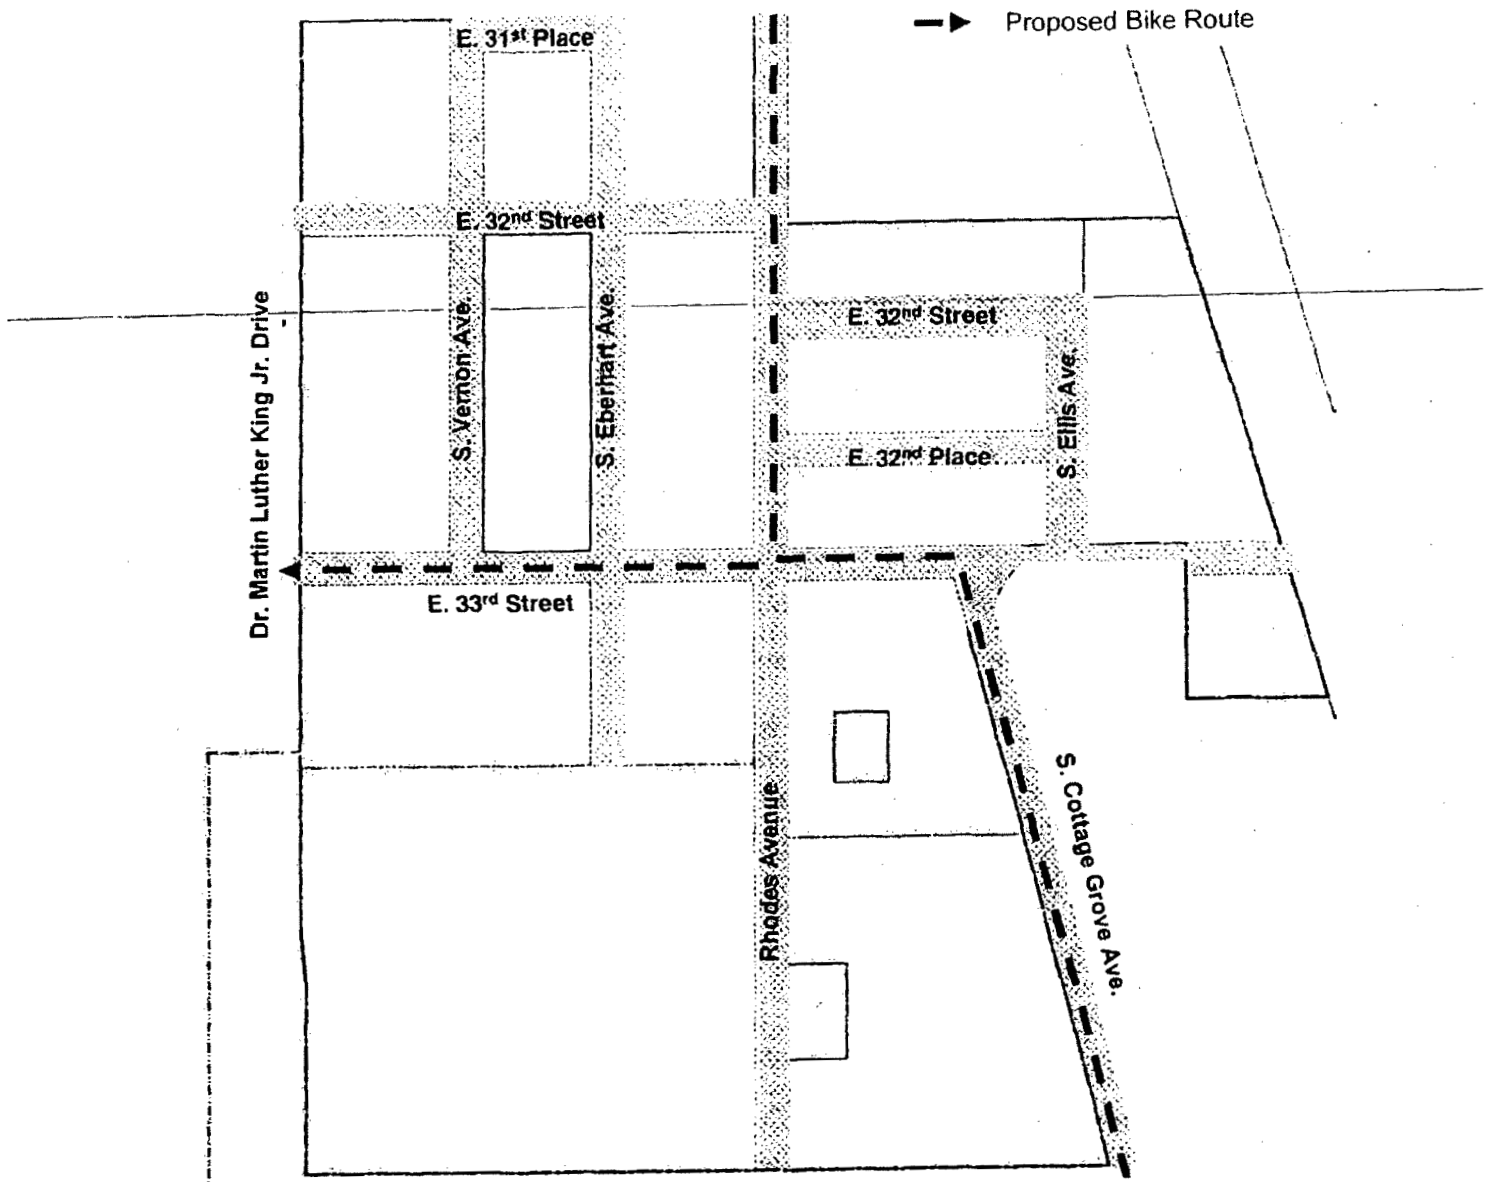 Proposed Bike Route
E. 31st Place
E. 32nd Street
E. 32nd Street
Dr. Martin Luther King Jr. Drive
S. Vernon Ave.
S. Eberhart Ave.
S. Ellis Ave.
E. 32nd Place
E. 33rd Street
Rhodes Avenue
S. Cottage Grove Ave.